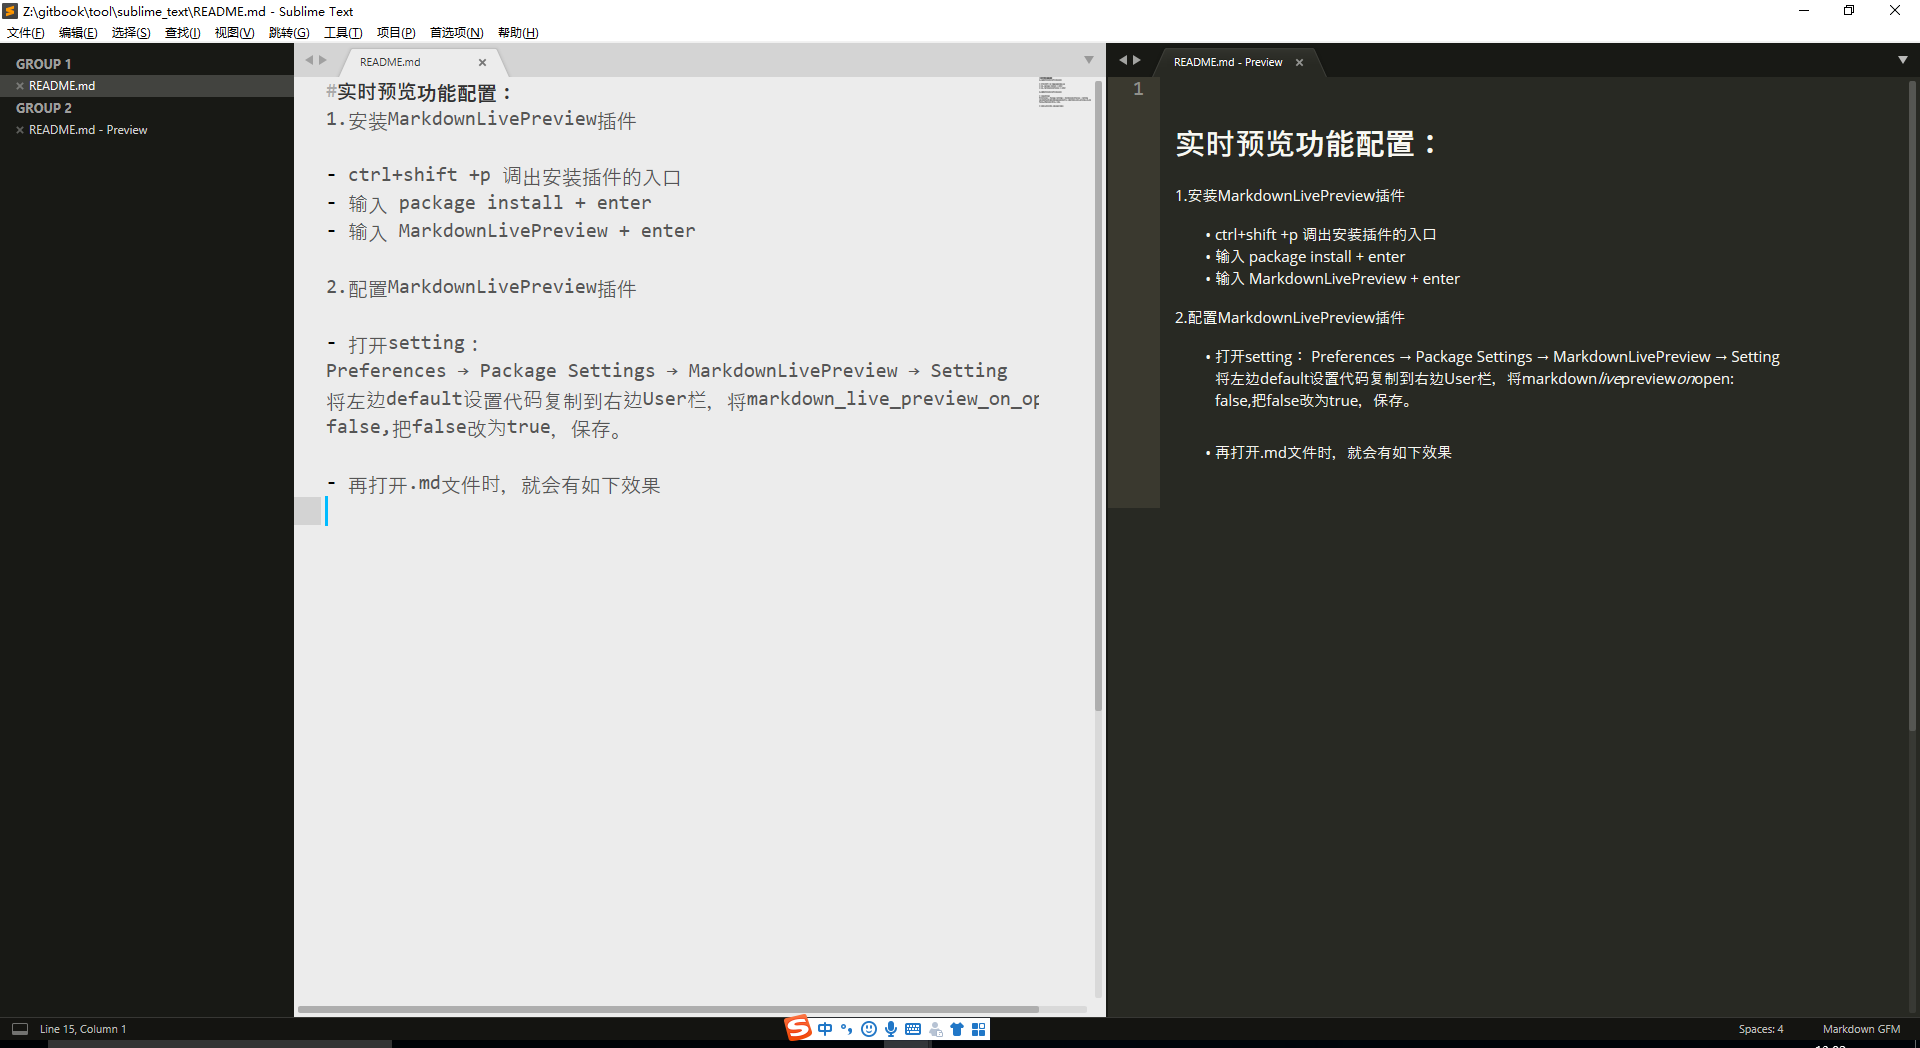 Z:\gitbook\tool\sublime_text\README.md - Sublime Text
文件(F) 编辑(E) 选择(S) 查找(I) 视图(V) 跳转(G) 工具(T) 项目(P) 首选项(N) 帮助(H)
GROUP 1
README.md
GROUP 2
README.md - Preview
README.md
#实时预览功能配置：
1.安装MarkdownLivePreview插件
- ctrl+shift +p 调出安装插件的入口
- 输入 package install + enter
- 输入 MarkdownLivePreview + enter
2.配置MarkdownLivePreview插件
- 打开setting：
Preferences → Package Settings → MarkdownLivePreview → Setting
将左边default设置代码复制到右边User栏，将markdown_live_preview_on_op
false,把false改为true，保存。
- 再打开.md文件时，就会有如下效果
README.md - Preview
1
实时预览功能配置：
1.安装MarkdownLivePreview插件
• ctrl+shift +p 调出安装插件的入口
• 输入 package install + enter
• 输入 MarkdownLivePreview + enter
2.配置MarkdownLivePreview插件
• 打开setting： Preferences → Package Settings → MarkdownLivePreview → Setting
将左边default设置代码复制到右边User栏，将markdownlivepreviewonopen:
false,把false改为true，保存。
• 再打开.md文件时，就会有如下效果
Line 15, Column 1
中
Spaces: 4
Markdown GFM